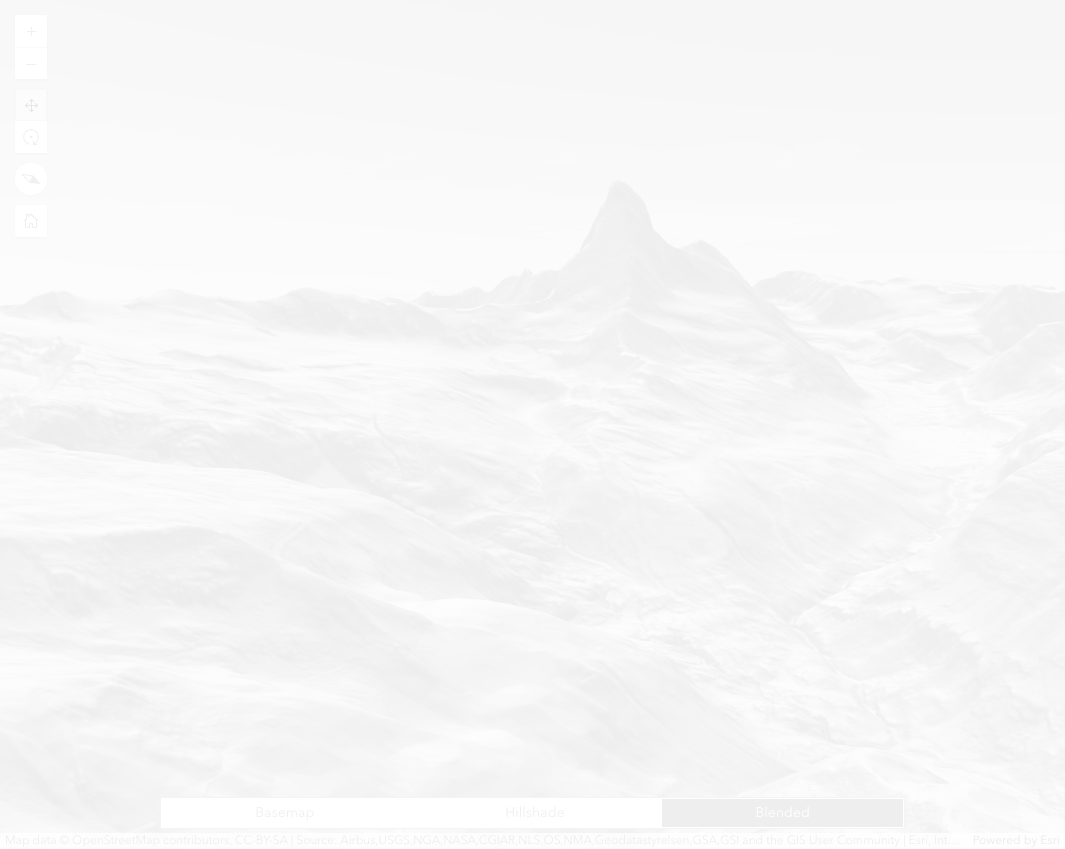 Basemap
Hillshade
Blended
Map data © OpenStreetMap contributors, CC-BY-SA | Source: Airbus,USGS,NGA,NASA,CGIAR,NLS,OS,NMA,Geodatastyrelsen,GSA,GSI and the GIS User Community | Esri, Int...
Powered by Esri